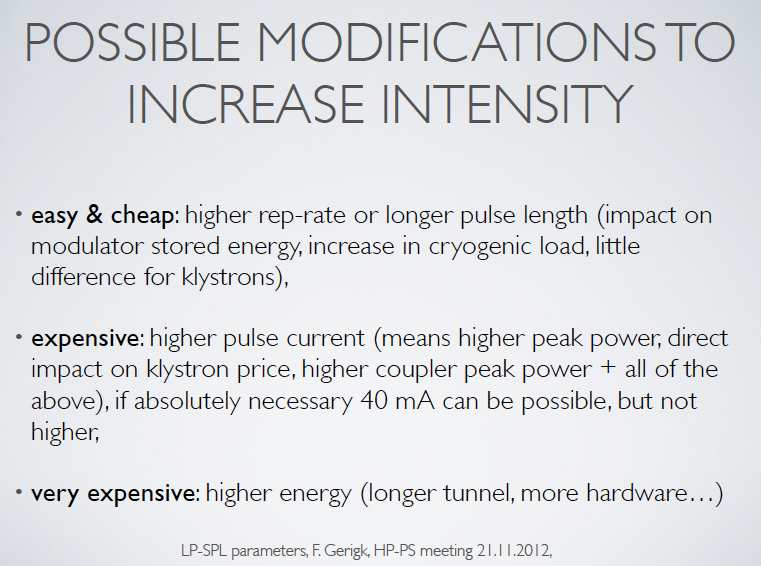 POSSIBLE MODIFICATIONS TO
INCREASE INTENSITY
• easy & cheap: higher rep-rate or longer pulse length (impact on
modulator stored energy, increase in cryogenic load, little
difference for klystrons),
• expensive: higher pulse current (means higher peak power, direct
impact on klystron price, higher coupler peak power + all of the
above), if absolutely necessary 40 mA can be possible, but not
higher,
• very expensive: higher energy (longer tunnel, more hardware…)
LP-SPL parameters, F. Gerigk, HP-PS meeting 21.11.2012,